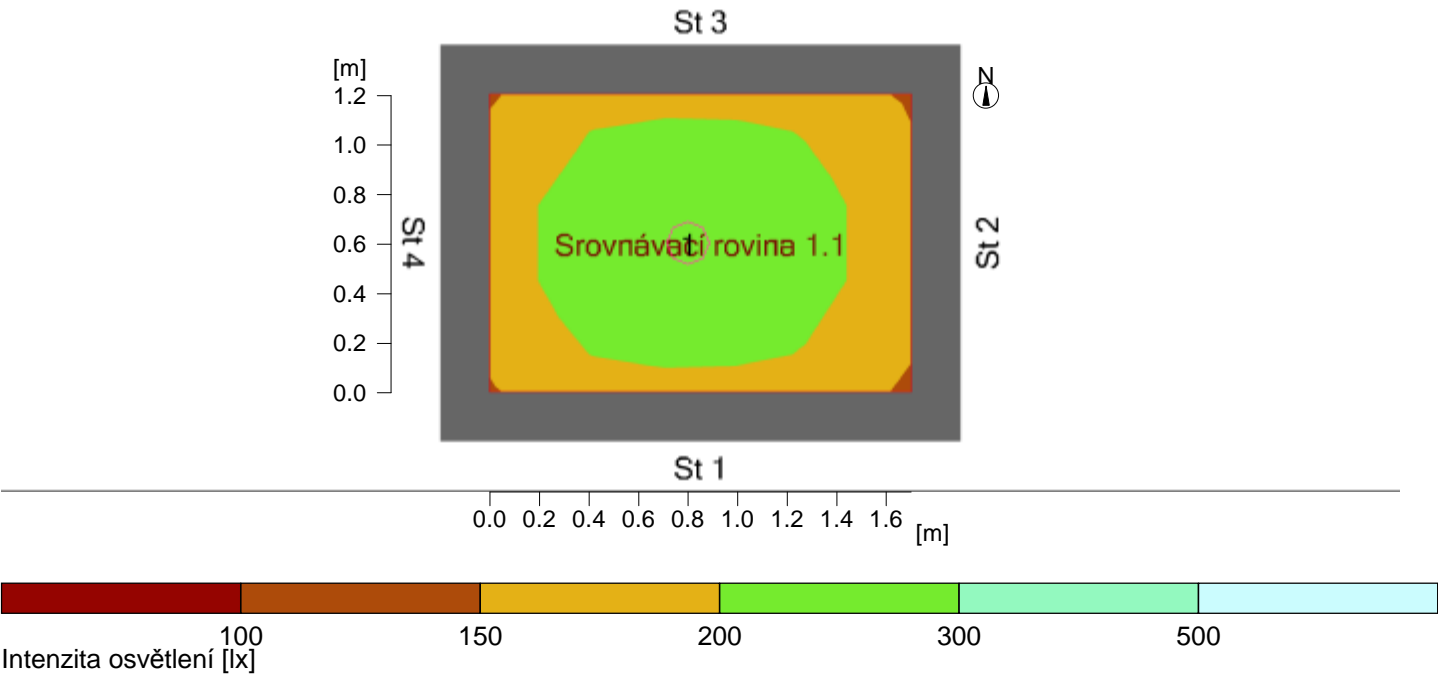 St 3
[m]
N
1.2
1.0
0.8
0.6
0.4
0.2
0.0
St 4
Srovnávací rovina 1.1
1
St 2
St 1
0.0 0.2 0.4 0.6 0.8 1.0 1.2 1.4 1.6
[m]
100 150 200 300 500
Intenzita osvětlení [lx]